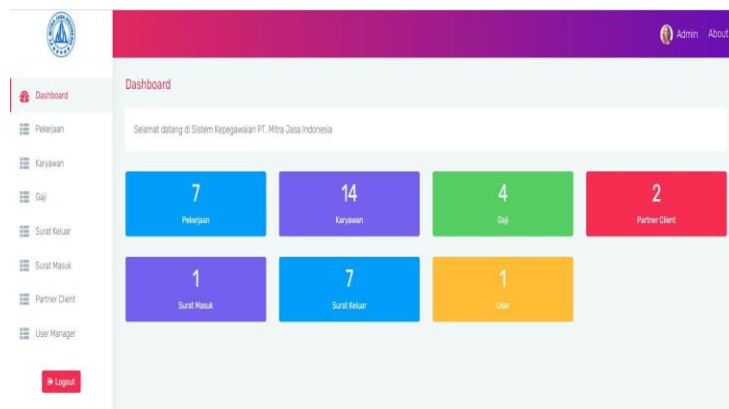 Admin About
Dashboard
Pekerjaan
Karyawan
Gaji
Surat Keluar
Surat Masuk
Partner Client
User Manager
Logout
Dashboard
Selamat datang di Sistem Kepegawaian PT. Mitra Jasa Indonesia
7
Pekerjaan
14
Karyawan
4
Gaji
2
Partner Client
1
Surat Masuk
7
Surat Keluar
1
User